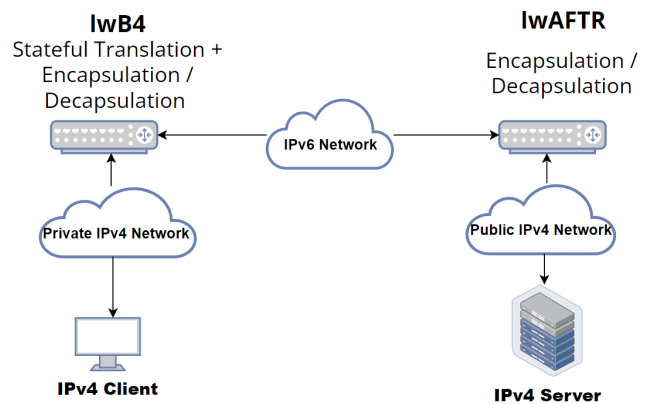 lwB4
Stateful Translation +
Encapsulation /
Decapsulation
lwAFTR
Encapsulation /
Decapsulation
IPv6 Network
Private IPv4 Network
Public IPv4 Network
IPv4 Client
IPv4 Server